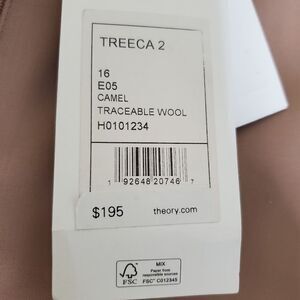 TREECA 2
16
E05
CAMEL
TRACEABLE WOOL
H0101234
1 92648 20746 7
$195 theory.com
FSC
MIX
Paper from
responsible sources
FSC® C012345